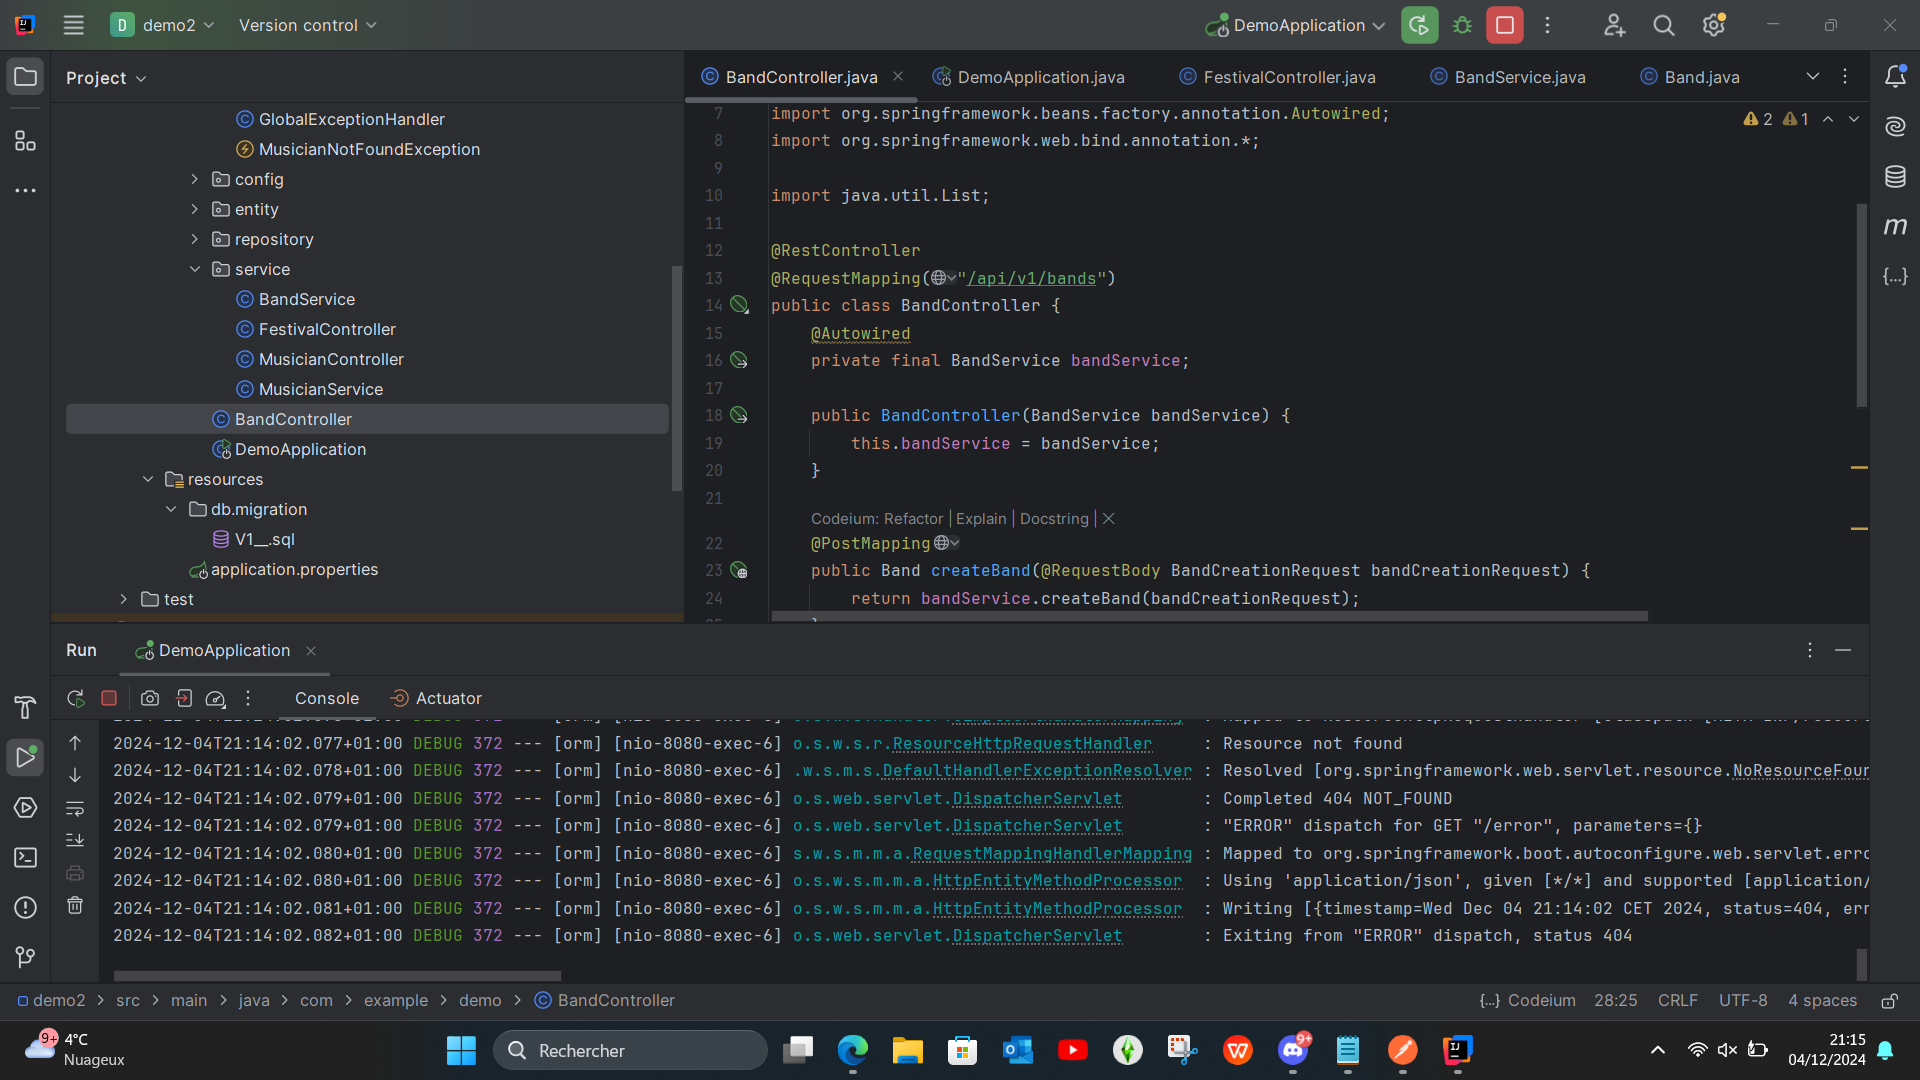 D demo2 Version control DemoApplication
Project
BandController.java DemoApplication.java FestivalController.java BandService.java Band.java
GlobalExceptionHandler
MusicianNotFoundException
config
entity
repository
service
BandService
FestivalController
MusicianController
MusicianService
BandController
DemoApplication
resources
db.migration
V1__.sql
application.properties
test
2 1
7 import org.springframework.beans.factory.annotation.Autowired;
8 import org.springframework.web.bind.annotation.*;
9
10 import java.util.List;
11
12 @RestController
13 @RequestMapping("/api/v1/bands")
14 public class BandController {
15 @Autowired
16 private final BandService bandService;
17
18 public BandController(BandService bandService) {
19 this.bandService = bandService;
20 }
21
Codeium: Refactor | Explain | Docstring | ✕
22 @PostMapping
23 public Band createBand(@RequestBody BandCreationRequest bandCreationRequest) {
24 return bandService.createBand(bandCreationRequest);
Run DemoApplication
Console Actuator
2024-12-04T21:14:02.077+01:00 DEBUG 372 --- [orm] [nio-8080-exec-6] o.s.w.s.r.ResourceHttpRequestHandler : Resource not found
2024-12-04T21:14:02.078+01:00 DEBUG 372 --- [orm] [nio-8080-exec-6] .w.s.m.s.DefaultHandlerExceptionResolver : Resolved [org.springframework.web.servlet.resource.NoResourceFoun
2024-12-04T21:14:02.079+01:00 DEBUG 372 --- [orm] [nio-8080-exec-6] o.s.web.servlet.DispatcherServlet : Completed 404 NOT_FOUND
2024-12-04T21:14:02.079+01:00 DEBUG 372 --- [orm] [nio-8080-exec-6] o.s.web.servlet.DispatcherServlet : "ERROR" dispatch for GET "/error", parameters={}
2024-12-04T21:14:02.080+01:00 DEBUG 372 --- [orm] [nio-8080-exec-6] s.w.s.m.m.a.RequestMappingHandlerMapping : Mapped to org.springframework.boot.autoconfigure.web.servlet.erro
2024-12-04T21:14:02.080+01:00 DEBUG 372 --- [orm] [nio-8080-exec-6] o.s.w.s.m.m.a.HttpEntityMethodProcessor : Using 'application/json', given [*/*] and supported [application/
2024-12-04T21:14:02.081+01:00 DEBUG 372 --- [orm] [nio-8080-exec-6] o.s.w.s.m.m.a.HttpEntityMethodProcessor : Writing [{timestamp=Wed Dec 04 21:14:02 CET 2024, status=404, err
2024-12-04T21:14:02.082+01:00 DEBUG 372 --- [orm] [nio-8080-exec-6] o.s.web.servlet.DispatcherServlet : Exiting from "ERROR" dispatch, status 404
demo2 > src > main > java > com > example > demo > BandController {...} Codeium 28:25 CRLF UTF-8 4 spaces
9+ 4°C
Nuageux
Rechercher
9+
21:15
04/12/2024